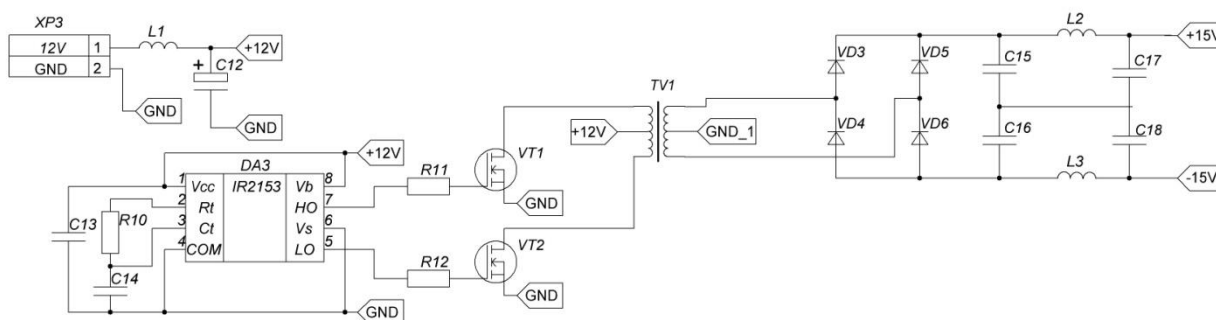 XP3
12V 1
GND 2
L1
+12V
+ C12
GND
GND
DA3
IR2153
+12V
1 Vcc
2 Rt
3 Ct
4 COM
Vb 8
HO 7
Vs 6
LO 5
C13
R10
C14
GND
R11
R12
VT1
K
GND
VT2
K
GND
TV1
+12V
GND_1
VD3
VD4
VD5
VD6
C15
C16
L2
L3
C17
C18
+15V
-15V